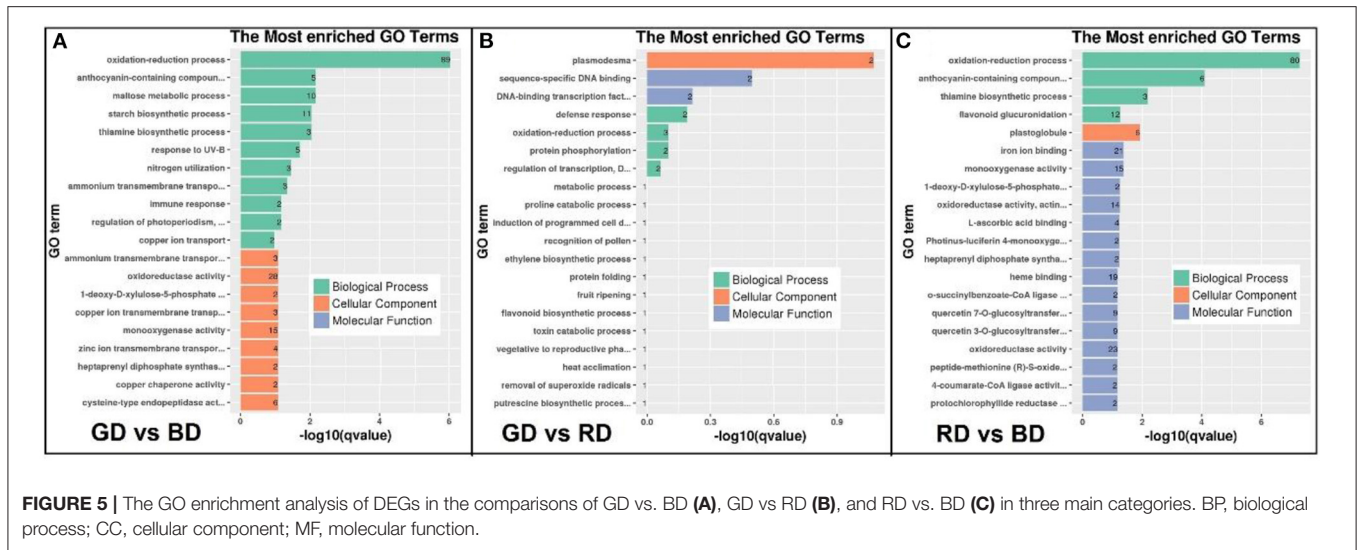 A
The Most enriched GO Terms
GO term
oxidation-reduction process 89
anthocyanin-containing compoun... 5
maltose metabolic process 10
starch biosynthetic process 11
thiamine biosynthetic process 3
response to UV-B 5
nitrogen utilization 3
ammonium transmembrane transpo... 3
immune response 2
regulation of photoperiodism, ... 2
copper ion transport 2
ammonium transmembrane transpor... 3
oxidoreductase activity 28
1-deoxy-D-xylulose-5-phosphate ... 2
copper ion transmembrane transp... 3
monooxygenase activity 15
zinc ion transmembrane transpor... 4
heptaprenyl diphosphate synthas... 2
copper chaperone activity 2
cysteine-type endopeptidase act... 6
Biological Process
Cellular Component
Molecular Function
0 2 4 6
-log10(qvalue)
GD vs BD
B
The Most enriched GO Terms
GO term
plasmodesma 2
sequence-specific DNA binding 2
DNA-binding transcription fact... 2
defense response 2
oxidation-reduction process 3
protein phosphorylation 2
regulation of transcription, D... 2
metabolic process 1
proline catabolic process 1
induction of programmed cell d... 1
recognition of pollen 1
ethylene biosynthetic process 1
protein folding 1
fruit ripening 1
flavonoid biosynthetic process 1
toxin catabolic process 1
vegetative to reproductive pha... 1
heat acclimation 1
removal of superoxide radicals 1
putrescine biosynthetic proces... 1
Biological Process
Cellular Component
Molecular Function
0.0 0.3 0.6 0.9
-log10(qvalue)
GD vs RD
C
The Most enriched GO Terms
GO term
oxidation-reduction process 80
anthocyanin-containing compoun... 6
thiamine biosynthetic process 3
flavonoid glucuronidation 12
plastoglobule 5
iron ion binding 21
monooxygenase activity 15
1-deoxy-D-xylulose-5-phosphate... 2
oxidoreductase activity, actin... 14
L-ascorbic acid binding 4
Photinus-luciferin 4-monooxyge... 2
heptaprenyl diphosphate syntha... 2
heme binding 19
o-succinylbenzoate-CoA ligase ... 2
quercetin 7-O-glucosyltransfer... 9
quercetin 3-O-glucosyltransfer... 9
oxidoreductase activity 23
peptide-methionine (R)-S-oxide... 2
4-coumarate-CoA ligase activit... 2
protochlorophyllide reductase ... 2
Biological Process
Cellular Component
Molecular Function
0 2 4 6
-log10(qvalue)
RD vs BD
FIGURE 5 | The GO enrichment analysis of DEGs in the comparisons of GD vs. BD (A), GD vs RD (B), and RD vs. BD (C) in three main categories. BP, biological
process; CC, cellular component; MF, molecular function.